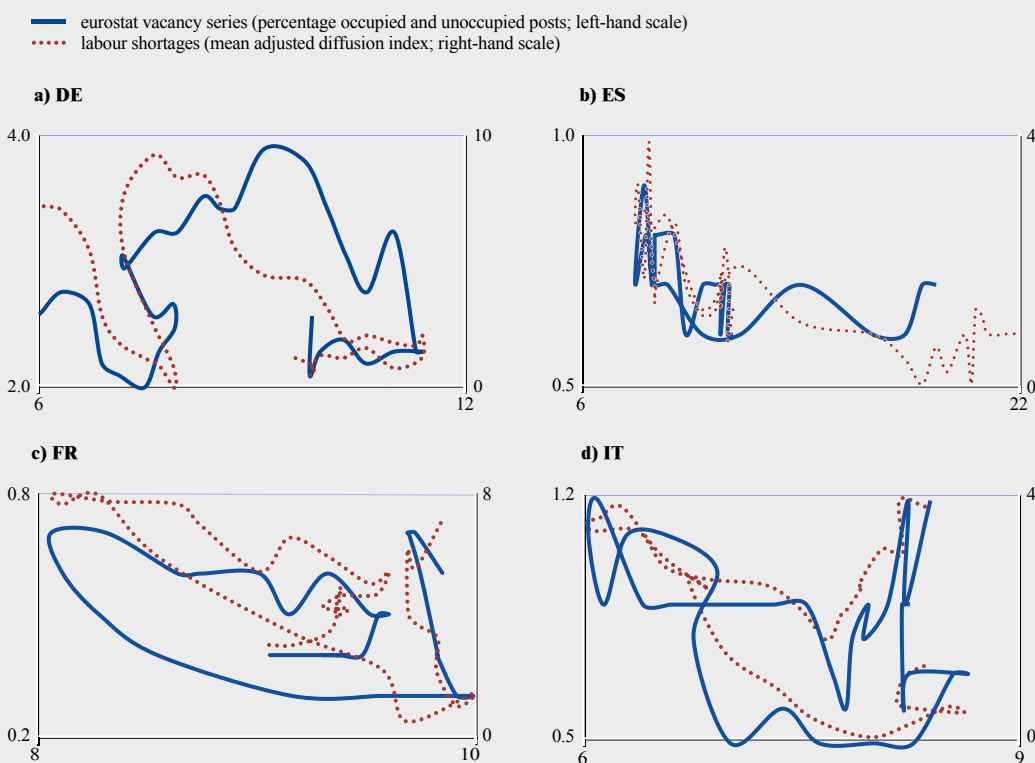 eurostat vacancy series (percentage occupied and unoccupied posts; left-hand scale)
labour shortages (mean adjusted diffusion index; right-hand scale)
a) DE
b) ES
4.0 10 1.0 4
2.0 0 0.5 0
6 12 6 22
c) FR
d) IT
0.8 8 1.2 4
0.2 0 0.5 0
8 10 6 9